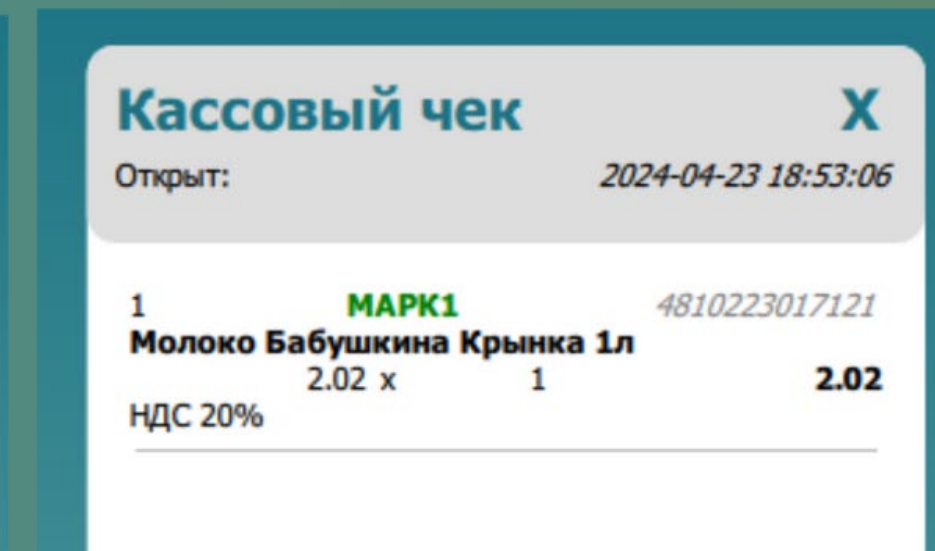 Кассовый чек X
Открыт: 2024-04-23 18:53:06
1 МАРК1 4810223017121
Молоко Бабушкина Крынка 1л
2.02 x 1 2.02
НДС 20%